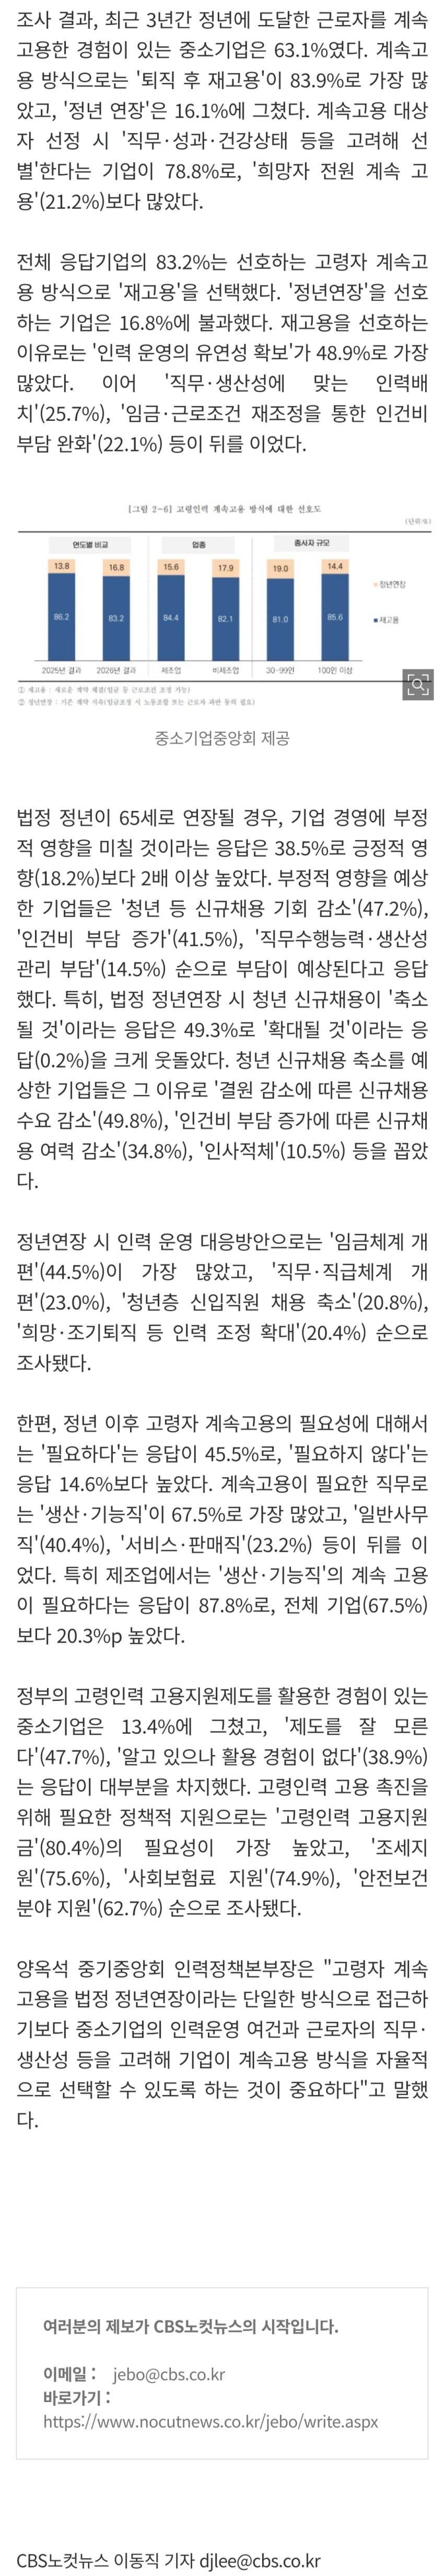 조사 결과, 최근 3년간 정년에 도달한 근로자를 계속
고용한 경험이 있는 중소기업은 63.1%였다. 계속고
용 방식으로는 '퇴직 후 재고용'이 83.9%로 가장 많
았고, '정년 연장'은 16.1%에 그쳤다. 계속고용 대상
자 선정 시 '직무·성과·건강상태 등을 고려해 선
별'한다는 기업이 78.8%로, '희망자 전원 계속 고
용'(21.2%)보다 많았다.
전체 응답기업의 83.2%는 선호하는 고령자 계속고
용 방식으로 '재고용'을 선택했다. '정년연장'을 선호
하는 기업은 16.8%에 불과했다. 재고용을 선호하는
이유로는 '인력 운영의 유연성 확보'가 48.9%로 가장
많았다. 이어 '직무·생산성에 맞는 인력배
치'(25.7%), '임금·근로조건 재조정을 통한 인건비
부담 완화'(22.1%) 등이 뒤를 이었다.
[그림 2-6] 고령인력 계속고용 방식에 대한 선호도
(단위:%)
연도별 비교 업종 종사자 규모
13.8 16.8 15.6 17.9 19.0 14.4
정년연장
86.2 83.2 84.4 82.1 81.0 85.6
재고용
2025년 결과 2026년 결과 제조업 비제조업 30-99인 100인 이상
① 재고용 : 새로운 계약 체결(임금 등 근로조건 조정 가능)
② 정년연장 : 기존 계약 지속(임금조정 시 노동조합 또는 근로자 과반 동의 필요)
중소기업중앙회 제공
법정 정년이 65세로 연장될 경우, 기업 경영에 부정
적 영향을 미칠 것이라는 응답은 38.5%로 긍정적 영
향(18.2%)보다 2배 이상 높았다. 부정적 영향을 예상
한 기업들은 '청년 등 신규채용 기회 감소'(47.2%),
'인건비 부담 증가'(41.5%), '직무수행능력·생산성
관리 부담'(14.5%) 순으로 부담이 예상된다고 응답
했다. 특히, 법정 정년연장 시 청년 신규채용이 '축소
될 것'이라는 응답은 49.3%로 '확대될 것'이라는 응
답(0.2%)을 크게 웃돌았다. 청년 신규채용 축소를 예
상한 기업들은 그 이유로 '결원 감소에 따른 신규채용
수요 감소'(49.8%), '인건비 부담 증가에 따른 신규채
용 여력 감소'(34.8%), '인사적체'(10.5%) 등을 꼽았
다.
정년연장 시 인력 운영 대응방안으로는 '임금체계 개
편'(44.5%)이 가장 많았고, '직무·직급체계 개
편'(23.0%), '청년층 신입직원 채용 축소'(20.8%),
'희망·조기퇴직 등 인력 조정 확대'(20.4%) 순으로
조사됐다.
한편, 정년 이후 고령자 계속고용의 필요성에 대해서
는 '필요하다'는 응답이 45.5%로, '필요하지 않다'는
응답 14.6%보다 높았다. 계속고용이 필요한 직무로
는 '생산·기능직'이 67.5%로 가장 많았고, '일반사무
직'(40.4%), '서비스·판매직'(23.2%) 등이 뒤를 이
었다. 특히 제조업에서는 '생산·기능직'의 계속 고용
이 필요하다는 응답이 87.8%로, 전체 기업(67.5%)
보다 20.3%p 높았다.
정부의 고령인력 고용지원제도를 활용한 경험이 있는
중소기업은 13.4%에 그쳤고, '제도를 잘 모른
다'(47.7%), '알고 있으나 활용 경험이 없다'(38.9%)
는 응답이 대부분을 차지했다. 고령인력 고용 촉진을
위해 필요한 정책적 지원으로는 '고령인력 고용지원
금'(80.4%)의 필요성이 가장 높았고, '조세지
원'(75.6%), '사회보험료 지원'(74.9%), '안전보건
분야 지원'(62.7%) 순으로 조사됐다.
양옥석 중기중앙회 인력정책본부장은 "고령자 계속
고용을 법정 정년연장이라는 단일한 방식으로 접근하
기보다 중소기업의 인력운영 여건과 근로자의 직무·
생산성 등을 고려해 기업이 계속고용 방식을 자율적
으로 선택할 수 있도록 하는 것이 중요하다"고 말했
다.
여러분의 제보가 CBS노컷뉴스의 시작입니다.
이메일 : jebo@cbs.co.kr
바로가기 :
https://www.nocutnews.co.kr/jebo/write.aspx
CBS노컷뉴스 이동직 기자 djlee@cbs.co.kr